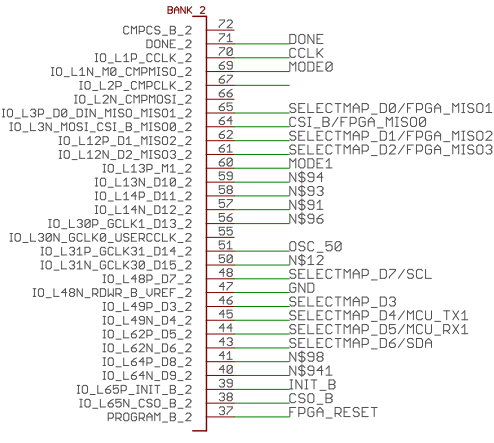 BANK 2
CMPCS_B_2 72
DONE_2 71 DONE
IO_L1P_CCLK_2 70 CCLK
IO_L1N_M0_CMPMISO_2 69 MODE0
IO_L2P_CMPCLK_2 67
IO_L2N_CMPMOSI_2 66
IO_L3P_D0_DIN_MISO_MISO1_2 65 SELECTMAP_D0/FPGA_MISO1
IO_L3N_MOSI_CSI_B_MISO0_2 64 CSI_B/FPGA_MISO0
IO_L12P_D1_MISO2_2 62 SELECTMAP_D1/FPGA_MISO2
IO_L12N_D2_MISO3_2 61 SELECTMAP_D2/FPGA_MISO3
IO_L13P_M1_2 60 MODE1
IO_L13N_D10_2 59 N$94
IO_L14P_D11_2 58 N$93
IO_L14N_D12_2 57 N$91
IO_L30P_GCLK1_D13_2 56 N$96
IO_L30N_GCLK0_USERCCLK_2 55
IO_L31P_GCLK31_D14_2 51 OSC_50
IO_L31N_GCLK30_D15_2 50 N$12
IO_L48P_D7_2 48 SELECTMAP_D7/SCL
IO_L48N_RDWR_B_VREF_2 47 GND
IO_L49P_D3_2 46 SELECTMAP_D3
IO_L49N_D4_2 45 SELECTMAP_D4/MCU_TX1
IO_L62P_D5_2 44 SELECTMAP_D5/MCU_RX1
IO_L62N_D6_2 43 SELECTMAP_D6/SDA
IO_L64P_D8_2 41 N$98
IO_L64N_D9_2 40 N$941
IO_L65P_INIT_B_2 39 INIT_B
IO_L65N_CSO_B_2 38 CSO_B
PROGRAM_B_2 37 FPGA_RESET